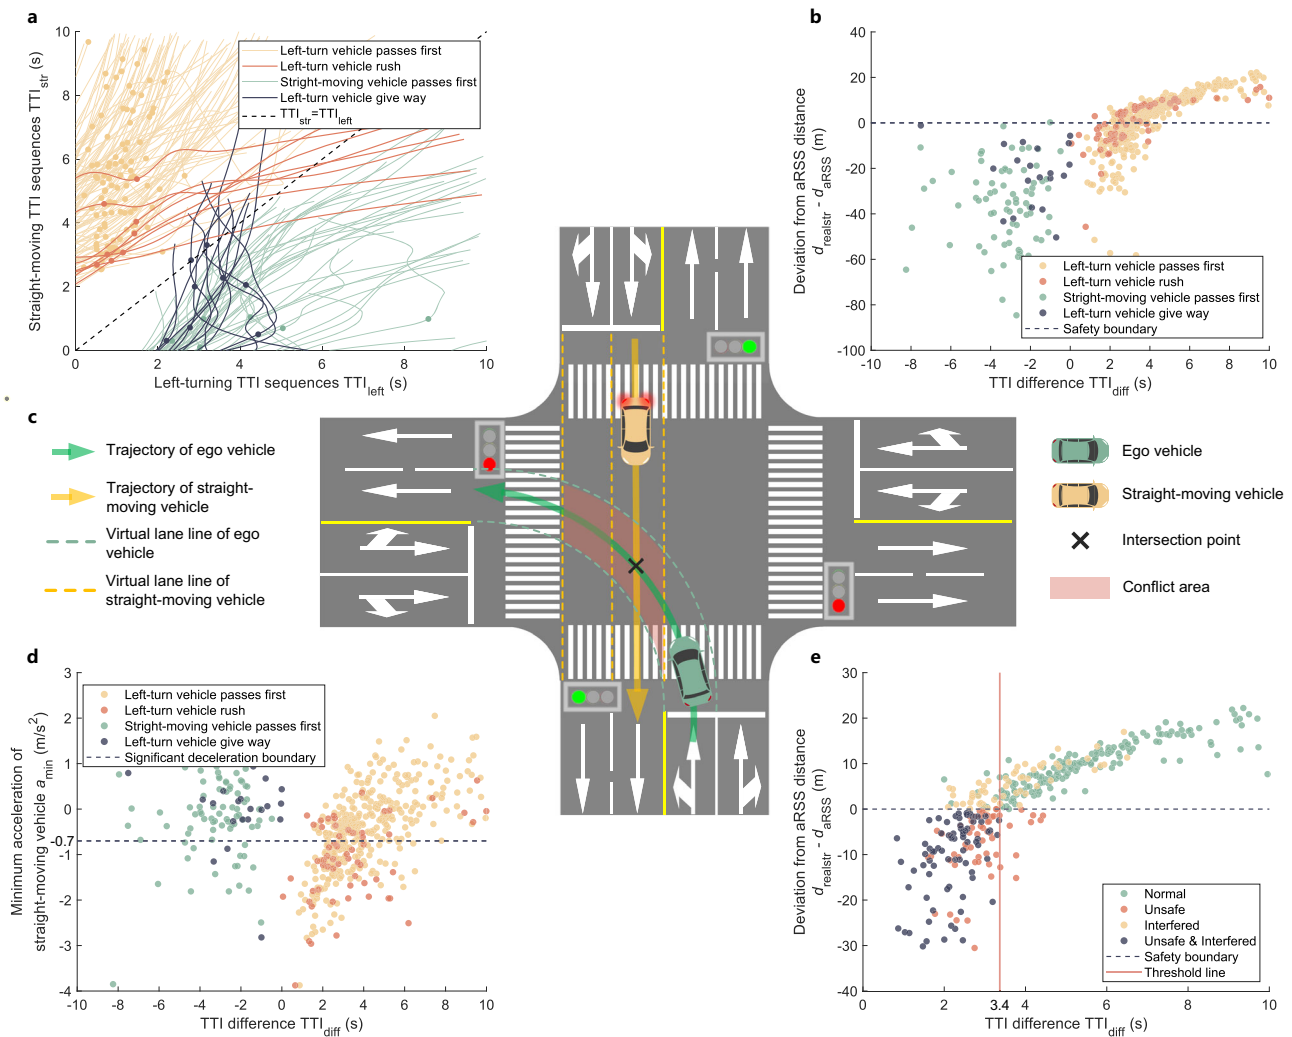 a
10
8
6
4
2
0
0
2
4
6
8
10
Straight-moving TTI sequences TTIstr (s)
Left-turning TTI sequences TTIleft (s)
Left-turn vehicle passes first
Left-turn vehicle rush
Stright-moving vehicle passes first
Left-turn vehicle give way
TTIstr=TTIleft
b
40
20
0
-20
-40
-60
-80
-100
-10
-8
-6
-4
-2
0
2
4
6
8
10
Deviation from aRSS distance
drealstr - daRSS (m)
TTI difference TTIdiff (s)
Left-turn vehicle passes first
Left-turn vehicle rush
Stright-moving vehicle passes first
Left-turn vehicle give way
Safety boundary
c
Trajectory of ego vehicle
Trajectory of straight-
moving vehicle
Virtual lane line of ego
vehicle
Virtual lane line of
straight-moving vehicle
Ego vehicle
Straight-moving vehicle
Intersection point
Conflict area
d
3
2
1
0
-0.7
-1
-2
-3
-4
-10
-8
-6
-4
-2
0
2
4
6
8
10
Minimum acceleration of
straight-moving vehicle amin (m/s2)
TTI difference TTIdiff (s)
Left-turn vehicle passes first
Left-turn vehicle rush
Stright-moving vehicle passes first
Left-turn vehicle give way
Significant deceleration boundary
e
30
20
10
0
-10
-20
-30
-40
0
2
3.4
4
6
8
10
Deviation from aRSS distance
drealstr - daRSS (m)
TTI difference TTIdiff (s)
Normal
Unsafe
Interfered
Unsafe & Interfered
Safety boundary
Threshold line